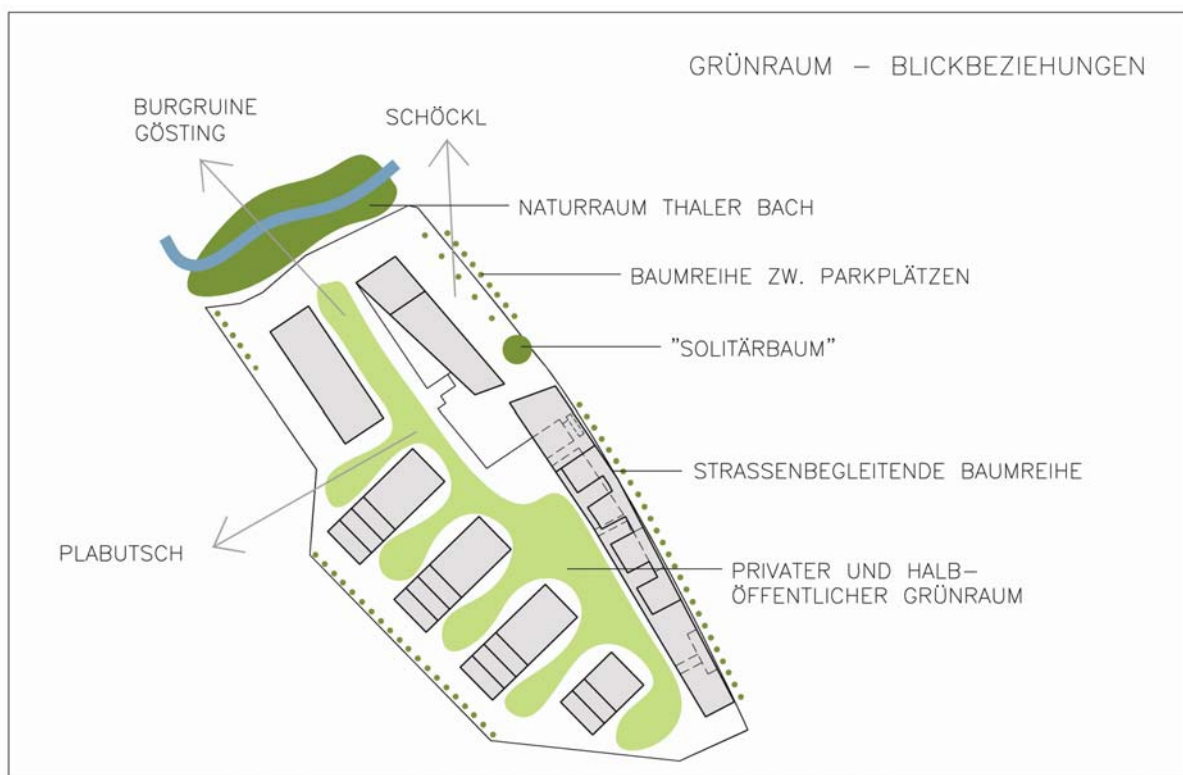 GRÜNRAUM – BLICKBEZIEHUNGEN
BURGRUINE
GÖSTING
SCHÖCKL
NATURRAUM THALER BACH
BAUMREIHE ZW. PARKPLÄTZEN
"SOLITÄRBAUM"
STRASSENBEGLEITENDE BAUMREIHE
PLABUTSCH
PRIVATER UND HALB–
ÖFFENTLICHER GRÜNRAUM